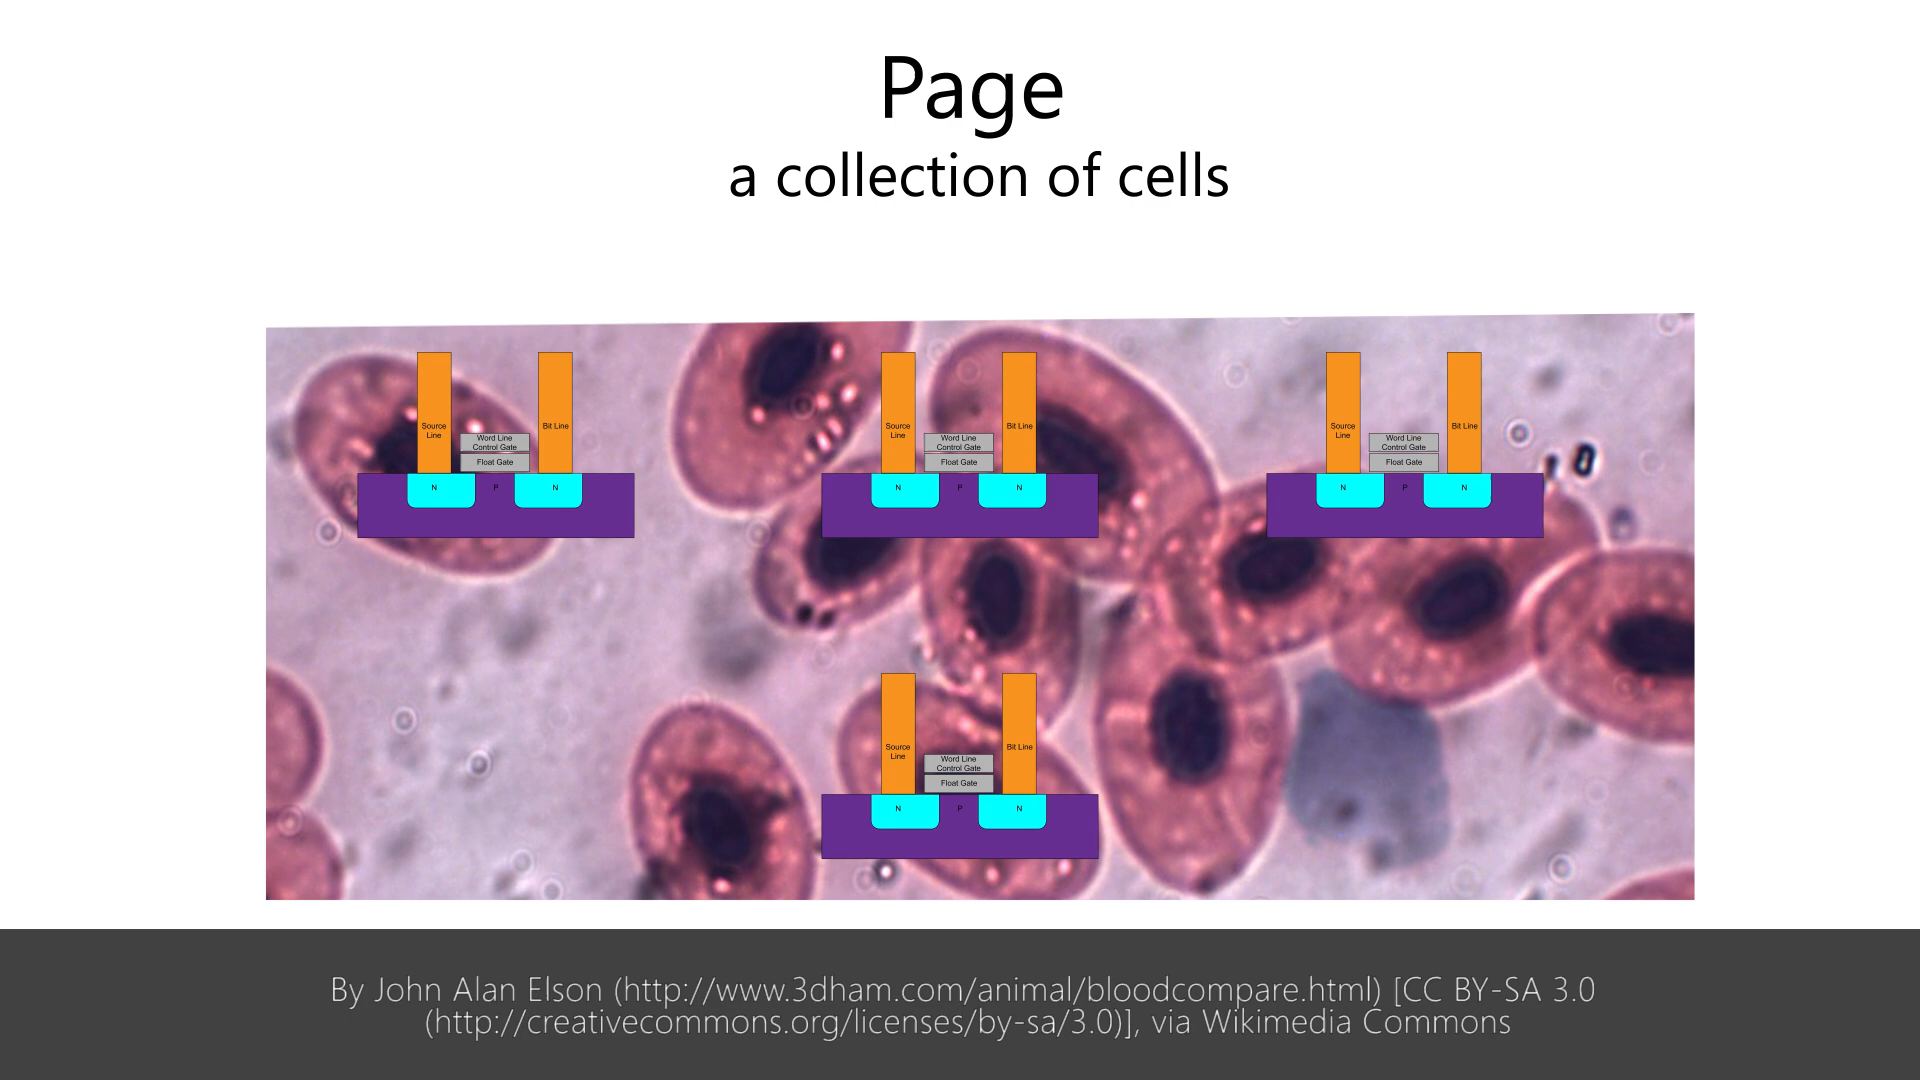 Page
a collection of cells
Source
Line
Word Line
Control Gate
Float Gate
Bit Line
N
P
N
Source
Line
Word Line
Control Gate
Float Gate
Bit Line
N
P
N
Source
Line
Word Line
Control Gate
Float Gate
Bit Line
N
P
N
Source
Line
Word Line
Control Gate
Float Gate
Bit Line
N
P
N
By John Alan Elson (http://www.3dham.com/animal/bloodcompare.html) [CC BY-SA 3.0
(http://creativecommons.org/licenses/by-sa/3.0)], via Wikimedia Commons